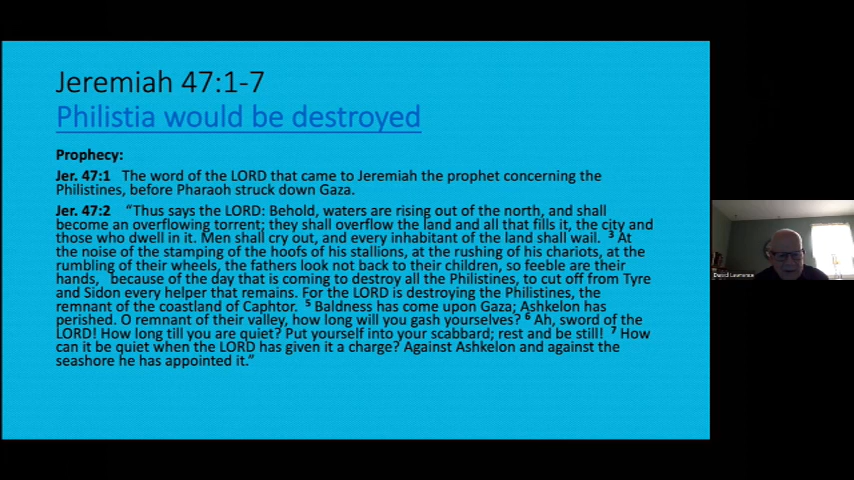 Jeremiah 47:1-7
Philistia would be destroyed
Prophecy:
Jer. 47:1 The word of the LORD that came to Jeremiah the prophet concerning the
Philistines, before Pharaoh struck down Gaza.
Jer. 47:2 “Thus says the LORD: Behold, waters are rising out of the north, and shall
become an overflowing torrent; they shall overflow the land and all that fills it, the city and
those who dwell in it. Men shall cry out, and every inhabitant of the land shall wail. 3 At
the noise of the stamping of the hoofs of his stallions, at the rushing of his chariots, at the
rumbling of their wheels, the fathers look not back to their children, so feeble are their
hands, because of the day that is coming to destroy all the Philistines, to cut off from Tyre
and Sidon every helper that remains. For the LORD is destroying the Philistines, the
remnant of the coastland of Caphtor. 5 Baldness has come upon Gaza; Ashkelon has
perished. O remnant of their valley, how long will you gash yourselves? 6 Ah, sword of the
LORD! How long till you are quiet? Put yourself into your scabbard; rest and be still! 7 How
can it be quiet when the LORD has given it a charge? Against Ashkelon and against the
seashore he has appointed it.”
David Lawrence